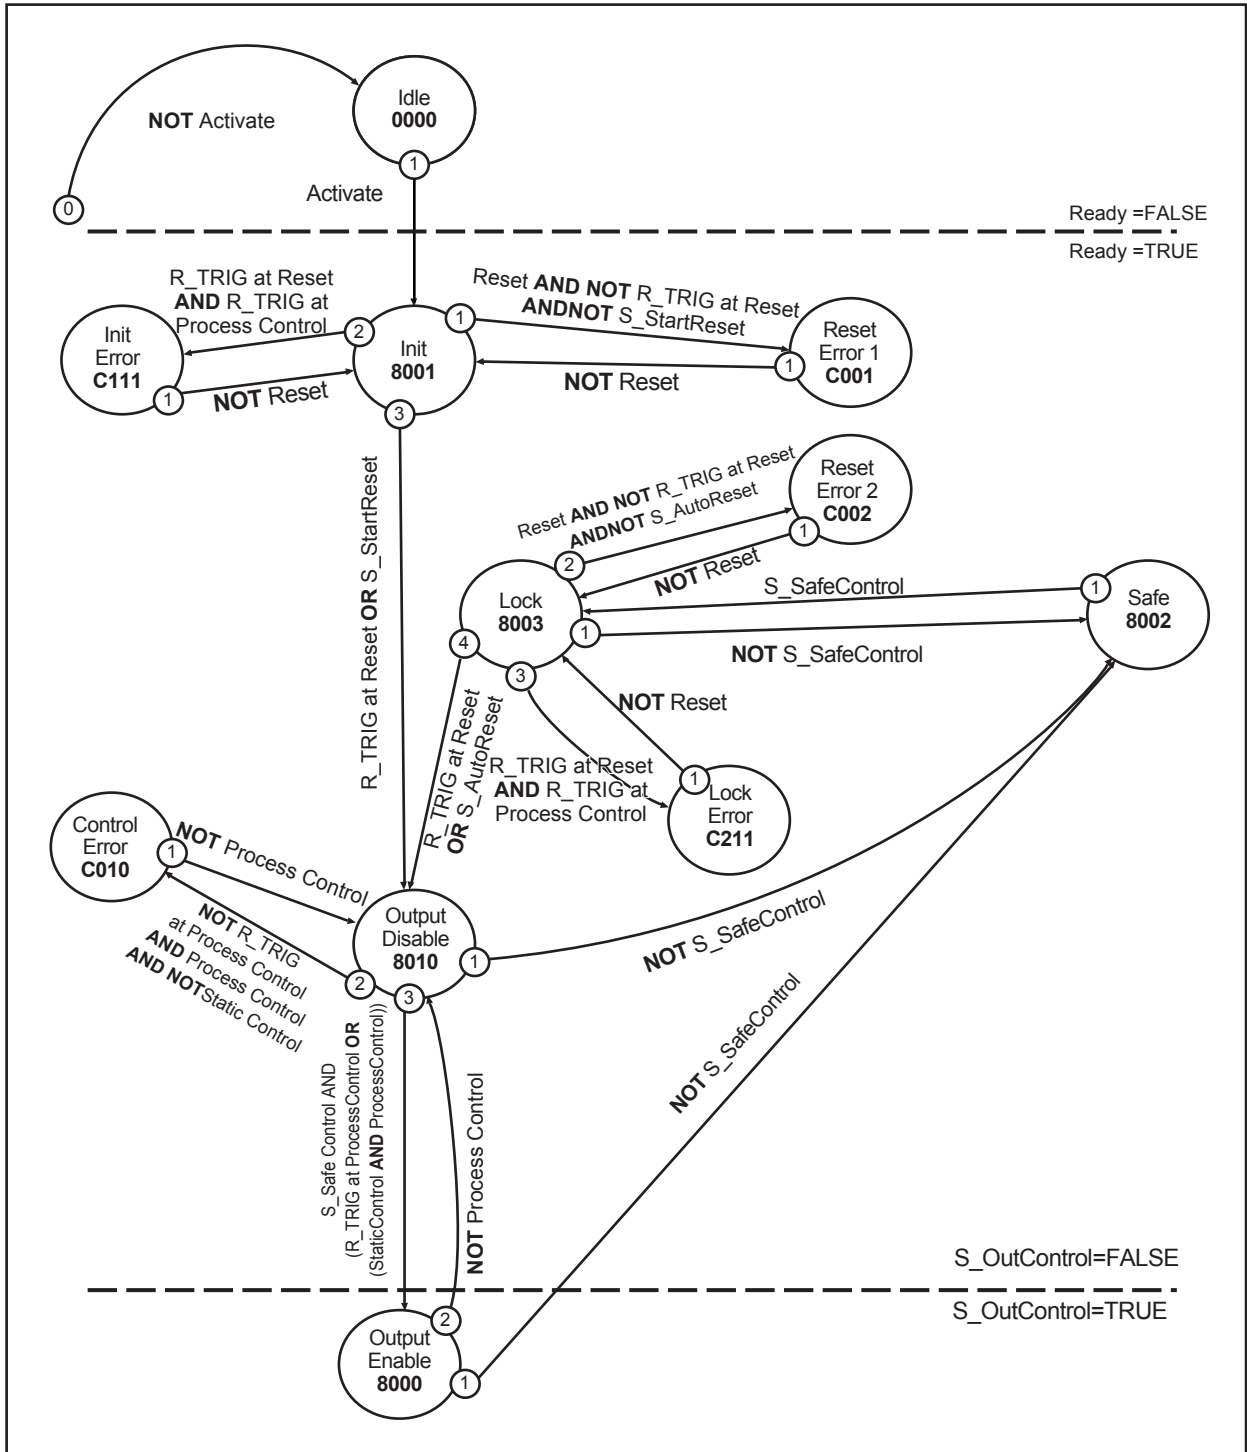 Idle
0000
NOT Activate
1
Activate
0
Ready =FALSE
Ready =TRUE
R_TRIG at Reset
AND R_TRIG at
Process Control
Reset AND NOT R_TRIG at Reset
ANDNOT S_StartReset
Init
Error
C111
2
1
Init
8001
Reset
Error 1
C001
1
NOT Reset
1
NOT Reset
3
R_TRIG at Reset OR S_StartReset
Reset AND NOT R_TRIG at Reset
ANDNOT S_AutoReset
Reset
Error 2
C002
1
2
NOT Reset
Lock
8003
S_SafeControl
1
Safe
8002
1
NOT S_SafeControl
4
3
NOT Reset
R_TRIG at Reset
OR S_AutoReset
R_TRIG at Reset
AND R_TRIG at
Process Control
1
Lock
Error
C211
Control
Error
C010
1
NOT Process Control
NOT R_TRIG
at Process Control
AND Process Control
AND NOTStatic Control
Output
Disable
8010
1
2
3
NOT S_SafeControl
NOT S_SafeControl
S_Safe Control AND
(R_TRIG at ProcessControl OR
(StaticControl AND ProcessControl))
NOT Process Control
S_OutControl=FALSE
S_OutControl=TRUE
2
Output
Enable
8000
1